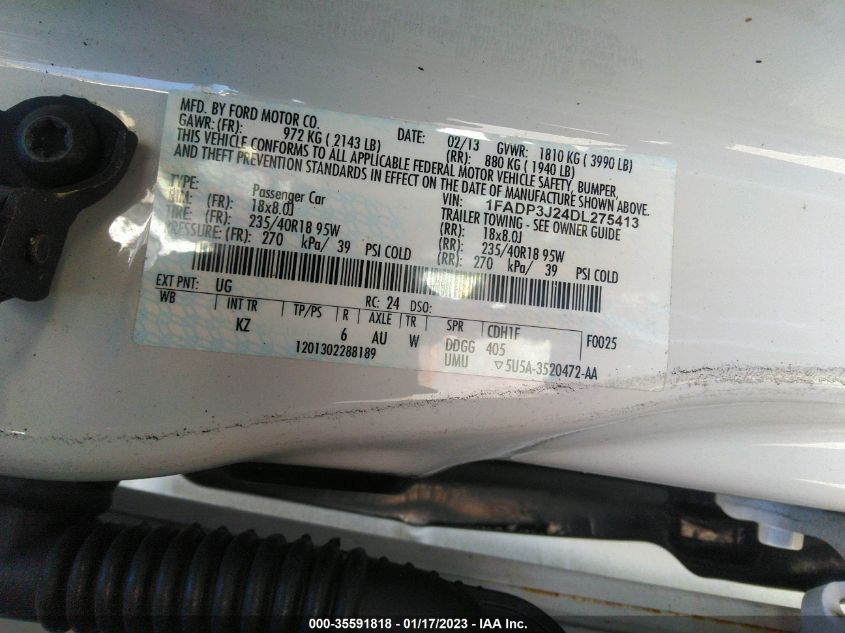 MFD. BY FORD MOTOR CO.
DATE: 02/13 GVWR: 1810 KG ( 3990 LB)
GAWR: (FR): 972 KG ( 2143 LB) (RR): 880 KG ( 1940 LB)
THIS VEHICLE CONFORMS TO ALL APPLICABLE FEDERAL MOTOR VEHICLE SAFETY, BUMPER,
AND THEFT PREVENTION STANDARDS IN EFFECT ON THE DATE OF MANUFACTURE SHOWN ABOVE.
VIN: 1FADP3J24DL275413
TYPE: Passenger Car TRAILER TOWING - SEE OWNER GUIDE
RIM: (FR): 18x8.0J (RR): 18x8.0J
TIRE: (FR): 235/40R18 95W (RR): 235/40R18 95W
PRESSURE: (FR): 270 kPa/ 39 PSI COLD (RR): 270 kPa/ 39 PSI COLD
EXT PNT: UG RC: 24 DSO:
WB INT TR TP/PS R AXLE TR SPR CDH1F F0025
KZ 6 AU W DDGG 405
1201302288189 UMU ▽5U5A-3520472-AA
000-35591818 - 01/17/2023 - IAA Inc.